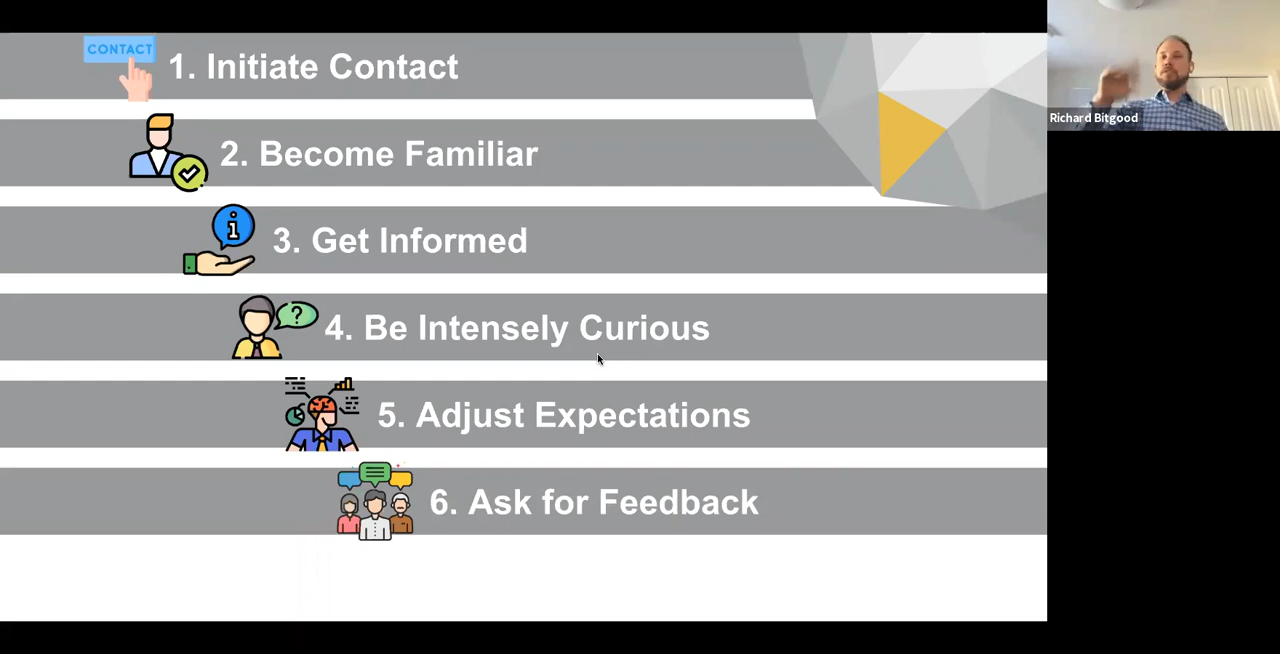 CONTACT
1. Initiate Contact
2. Become Familiar
3. Get Informed
4. Be Intensely Curious
5. Adjust Expectations
6. Ask for Feedback
Richard Bitgood